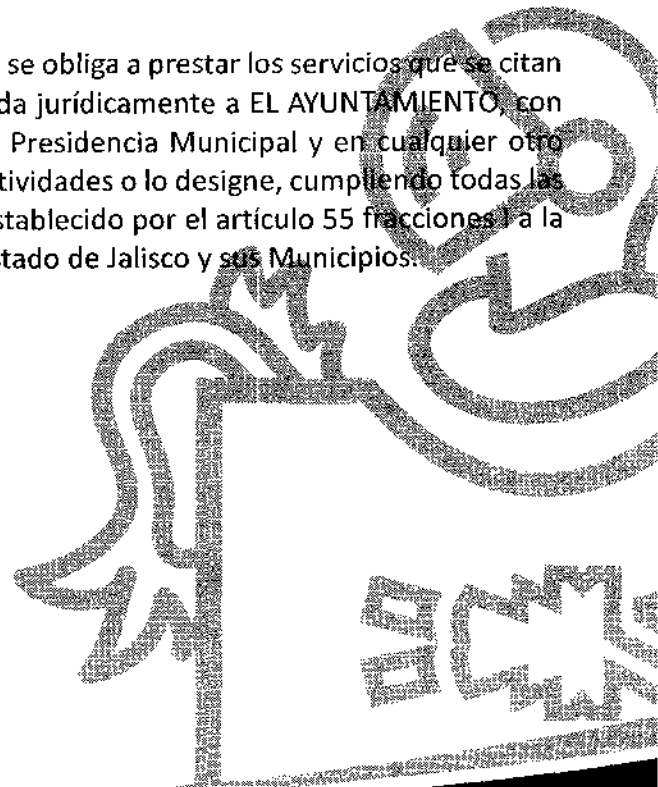 se obliga a prestar los servicios que se citan
da jurídicamente a EL AYUNTAMIENTO, con
Presidencia Municipal y en cualquier otro
tividades o lo designe, cumpliendo todas las
stablecido por el artículo 55 fracciones I a la
stado de Jalisco y sus Municipios.